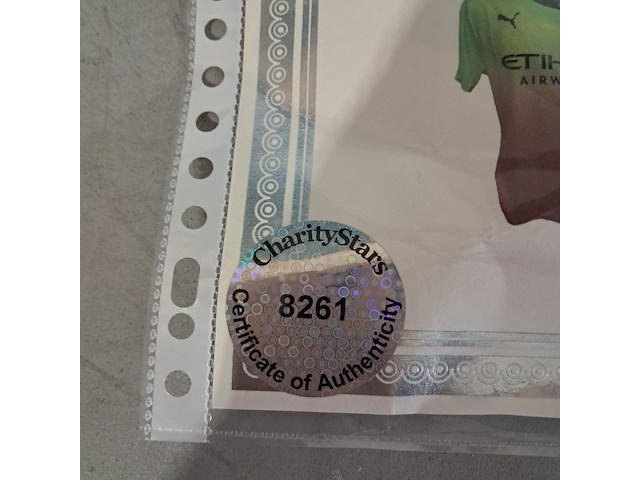 ETIH
AIRW
CharityStars
8261
Certificate of Authenticity